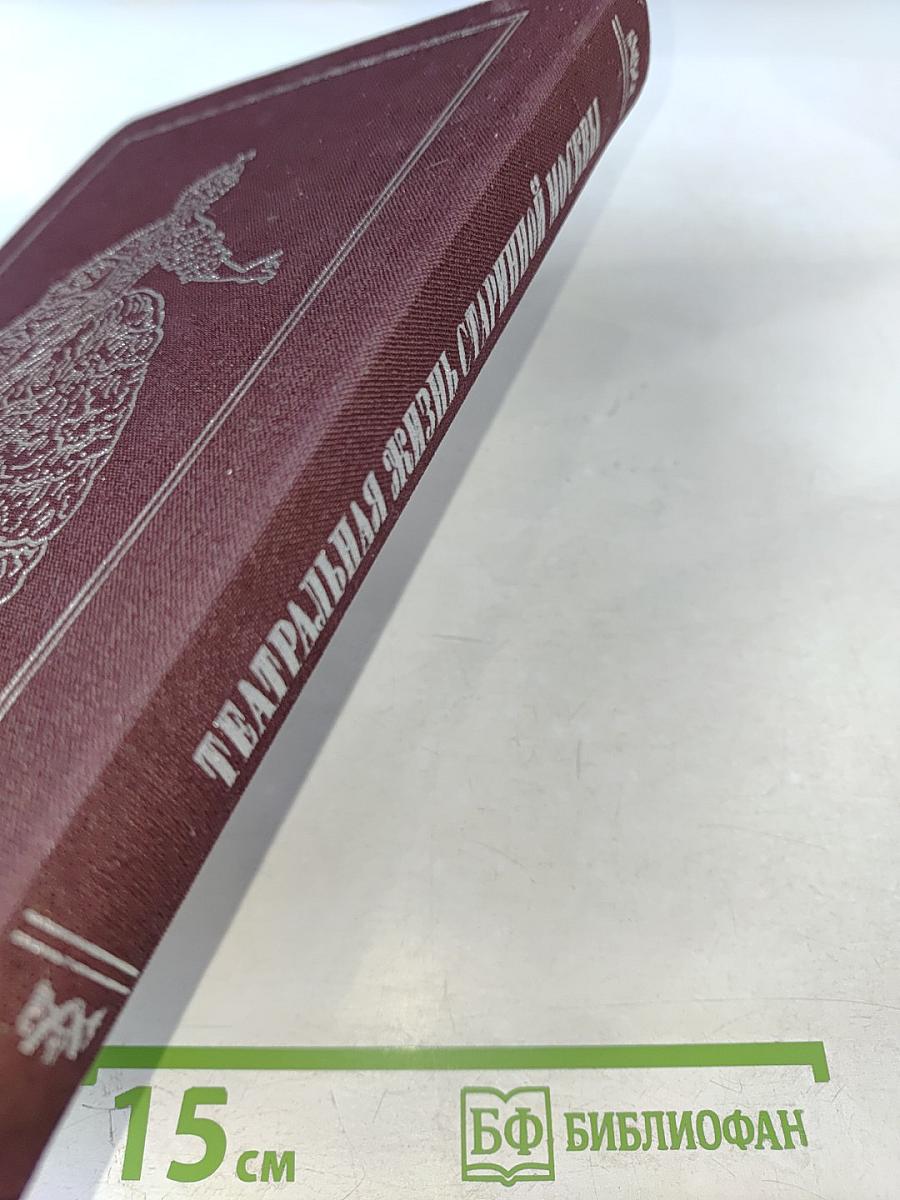 ТЕАТРАЛЬНАЯ ЖИЗНЬ СТАРИННОЙ МОСКВЫ
15 см
БФ БИБЛИОФАН